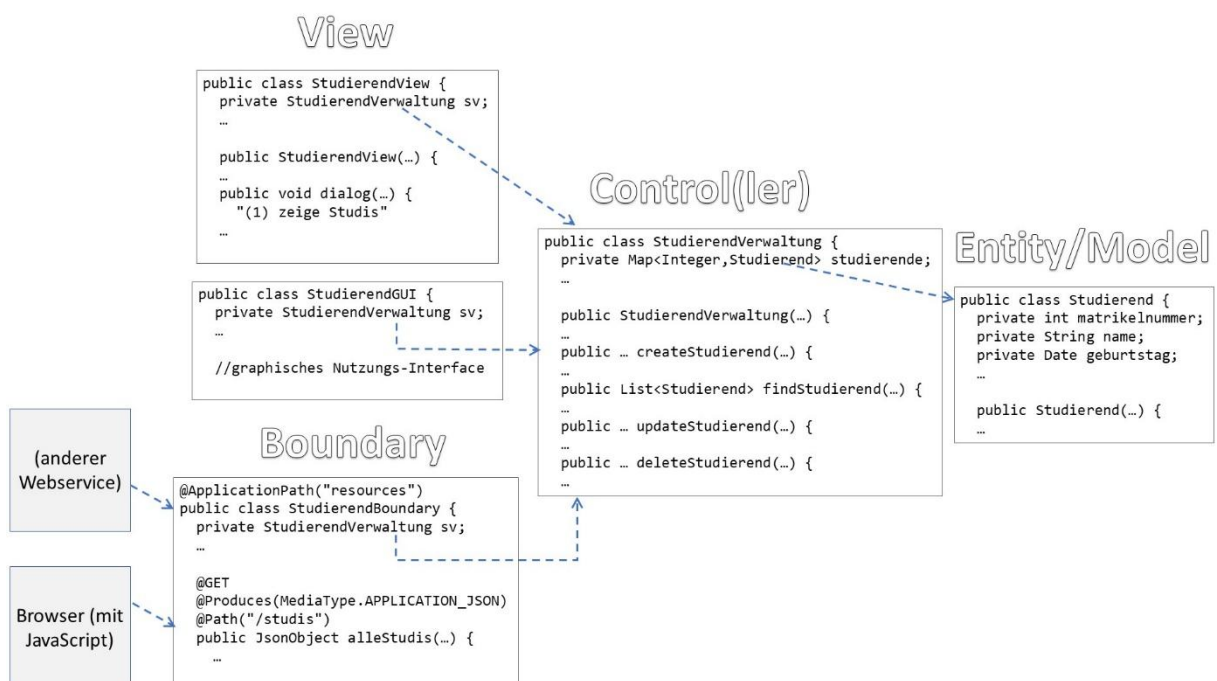 View
public class StudierendView {
private StudierendVerwaltung sv;
…
public StudierendView(…) {
…
public void dialog(…) {
"(1) zeige Studis"
…
public class StudierendGUI {
private StudierendVerwaltung sv;
…
//graphisches Nutzungs-Interface
Control(ler)
public class StudierendVerwaltung {
private Map<Integer,Studierend> studierende;
…
public StudierendVerwaltung(…) {
…
public … createStudierend(…) {
…
public List<Studierend> findStudierend(…) {
…
public … updateStudierend(…) {
…
public … deleteStudierend(…) {
…
Entity/Model
public class Studierend {
private int matrikelnummer;
private String name;
private Date geburtstag;
…
public Studierend(…) {
…
(anderer
Webservice)
Browser (mit
JavaScript)
Boundary
@ApplicationPath("resources")
public class StudierendBoundary {
private StudierendVerwaltung sv;
…
@GET
@Produces(MediaType.APPLICATION_JSON)
@Path("/studis")
public JsonObject alleStudis(…) {
…